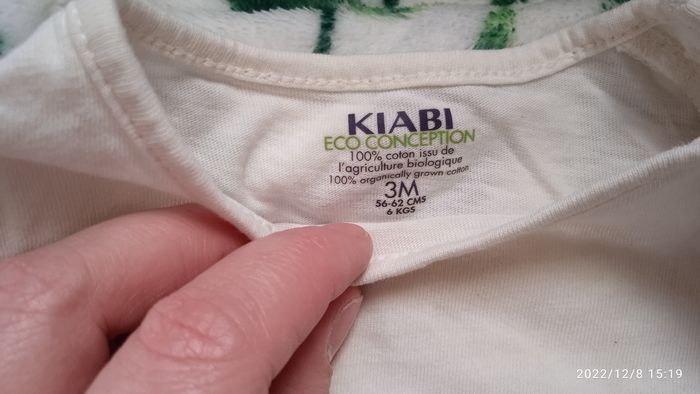 KIABI
ECO CONCEPTION
100% coton issu de
l'agriculture biologique
100% organically grown cotton
3M
56-62 CMS
6 KGS
2022/12/8 15:19